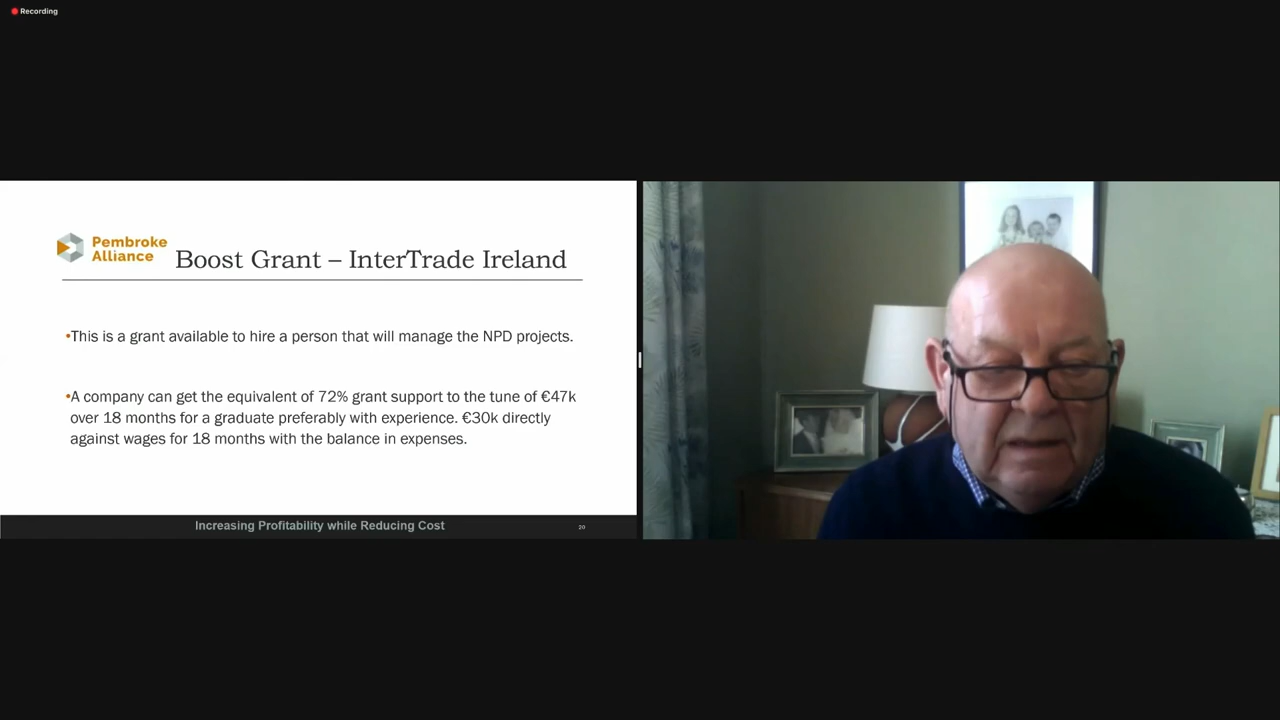 Recording
Pembroke
Alliance
Boost Grant – InterTrade Ireland
•This is a grant available to hire a person that will manage the NPD projects.
•A company can get the equivalent of 72% grant support to the tune of €47k
over 18 months for a graduate preferably with experience. €30k directly
against wages for 18 months with the balance in expenses.
Increasing Profitability while Reducing Cost
20